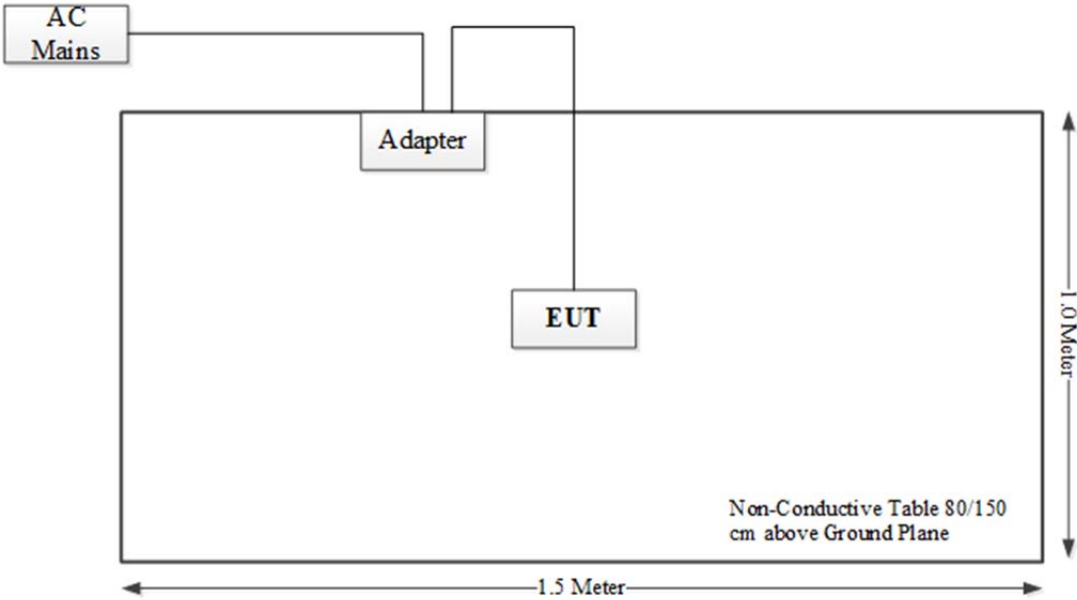 AC
Mains
Adapter
EUT
1.0 Meter
Non-Conductive Table 80/150
cm above Ground Plane
1.5 Meter